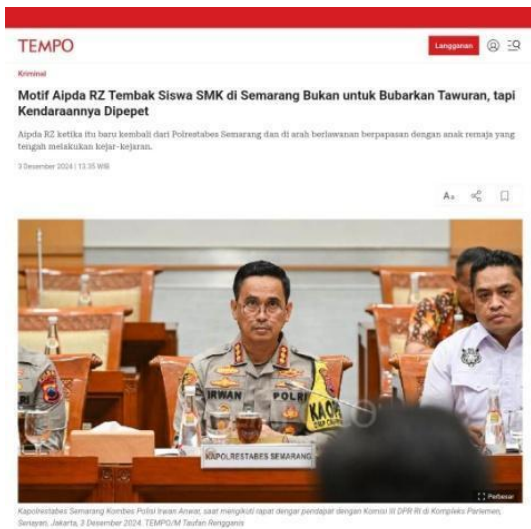 TEMPO
Langganan
Kriminal
Motif Aipda RZ Tembak Siswa SMK di Semarang Bukan untuk Bubarkan Tawuran, tapi
Kendaraannya Dipepet
Aipda RZ ketika itu baru kembali dari Polrestabes Semarang dan di arah berlawanan berpapasan dengan anak remaja yang
tengah melakukan kejar-kejaran.
3 Desember 2024 | 13.35 WIB
Aa
IRWAN
POLRI
KAPOLRESTABES SEMARANG
Perbesar
Kapolrestabes Semarang Kombes Polisi Irwan Anwar, saat mengikuti rapat dengar pendapat dengan Komisi III DPR RI di Kompleks Parlemen,
Senayan, Jakarta, 3 Desember 2024. TEMPO/M Taufan Rengganis